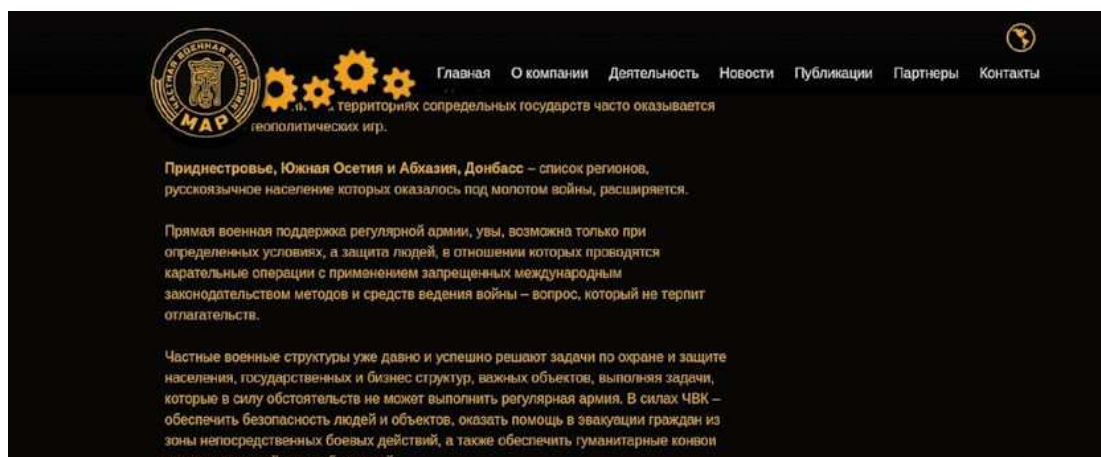 ЧАСТНАЯ ВОЕННАЯ КОМПАНИЯ
МАР
Главная О компании Деятельность Новости Публикации Партнеры Контакты
территориях сопредельных государств часто оказывается
геополитических игр.
Приднестровье, Южная Осетия и Абхазия, Донбасс – список регионов,
русскоязычное население которых оказалось под молотом войны, расширяется.
Прямая военная поддержка регулярной армии, увы, возможна только при
определенных условиях, а защита людей, в отношении которых проводятся
карательные операции с применением запрещенных международным
законодательством методов и средств ведения войны – вопрос, который не терпит
отлагательств.
Частные военные структуры уже давно и успешно решают задачи по охране и защите
населения, государственных и бизнес структур, важных объектов, выполняя задачи,
которые в силу обстоятельств не может выполнить регулярная армия. В силах ЧВК –
обеспечить безопасность людей и объектов, оказать помощь в эвакуации граждан из
зоны непосредственных боевых действий, а также обеспечить гуманитарные конвои